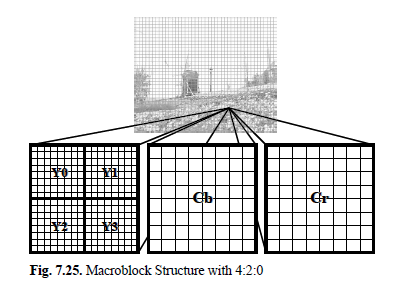 Y0 Y1
Cb
Cr
Y2 Y3
Fig. 7.25. Macroblock Structure with 4:2:0